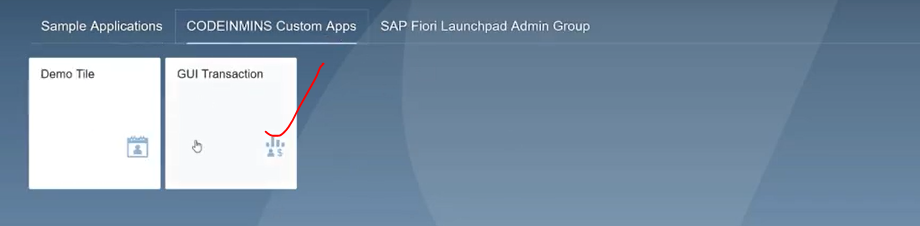 Sample Applications CODEINMINS Custom Apps SAP Fiori Launchpad Admin Group
Demo Tile GUI Transaction